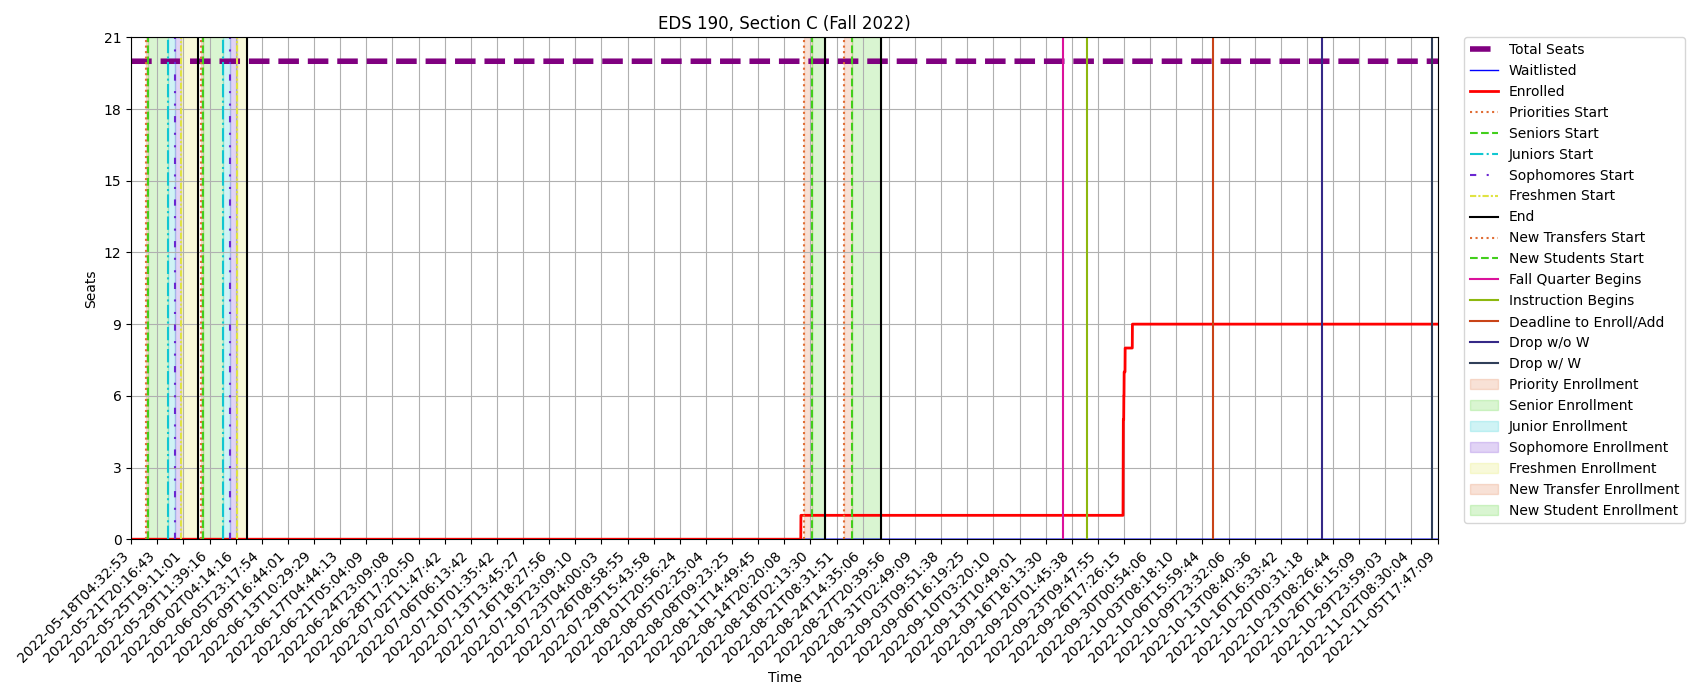 EDS 190, Section C (Fall 2022)
21
18
15
12
9
6
3
0
Seats
2022-05-18T04:32:53
2022-05-21T20:16:43
2022-05-25T19:11:01
2022-05-29T11:39:16
2022-06-02T04:14:16
2022-06-05T23:17:54
2022-06-09T16:44:01
2022-06-13T10:29:29
2022-06-17T04:44:13
2022-06-21T05:04:09
2022-06-24T23:09:08
2022-06-28T17:20:50
2022-07-02T11:47:42
2022-07-06T06:13:42
2022-07-10T01:35:42
2022-07-13T13:45:27
2022-07-16T18:27:56
2022-07-19T23:09:10
2022-07-23T04:00:03
2022-07-26T08:58:55
2022-07-29T15:43:58
2022-08-01T20:56:24
2022-08-05T02:25:04
2022-08-08T09:23:25
2022-08-11T14:49:45
2022-08-14T20:20:08
2022-08-18T02:13:30
2022-08-21T08:31:51
2022-08-24T14:35:06
2022-08-27T20:39:56
2022-08-31T02:49:09
2022-09-03T09:51:38
2022-09-06T16:19:25
2022-09-10T03:20:10
2022-09-13T10:49:01
2022-09-16T18:13:30
2022-09-20T01:45:38
2022-09-23T09:47:55
2022-09-26T17:26:15
2022-09-30T00:54:06
2022-10-03T08:18:10
2022-10-06T15:59:44
2022-10-09T23:32:06
2022-10-13T08:40:36
2022-10-16T16:33:42
2022-10-20T00:31:18
2022-10-23T08:26:44
2022-10-26T16:15:09
2022-10-29T23:59:03
2022-11-02T08:30:04
2022-11-05T17:47:09
Time
Total Seats
Waitlisted
Enrolled
Priorities Start
Seniors Start
Juniors Start
Sophomores Start
Freshmen Start
End
New Transfers Start
New Students Start
Fall Quarter Begins
Instruction Begins
Deadline to Enroll/Add
Drop w/o W
Drop w/ W
Priority Enrollment
Senior Enrollment
Junior Enrollment
Sophomore Enrollment
Freshmen Enrollment
New Transfer Enrollment
New Student Enrollment